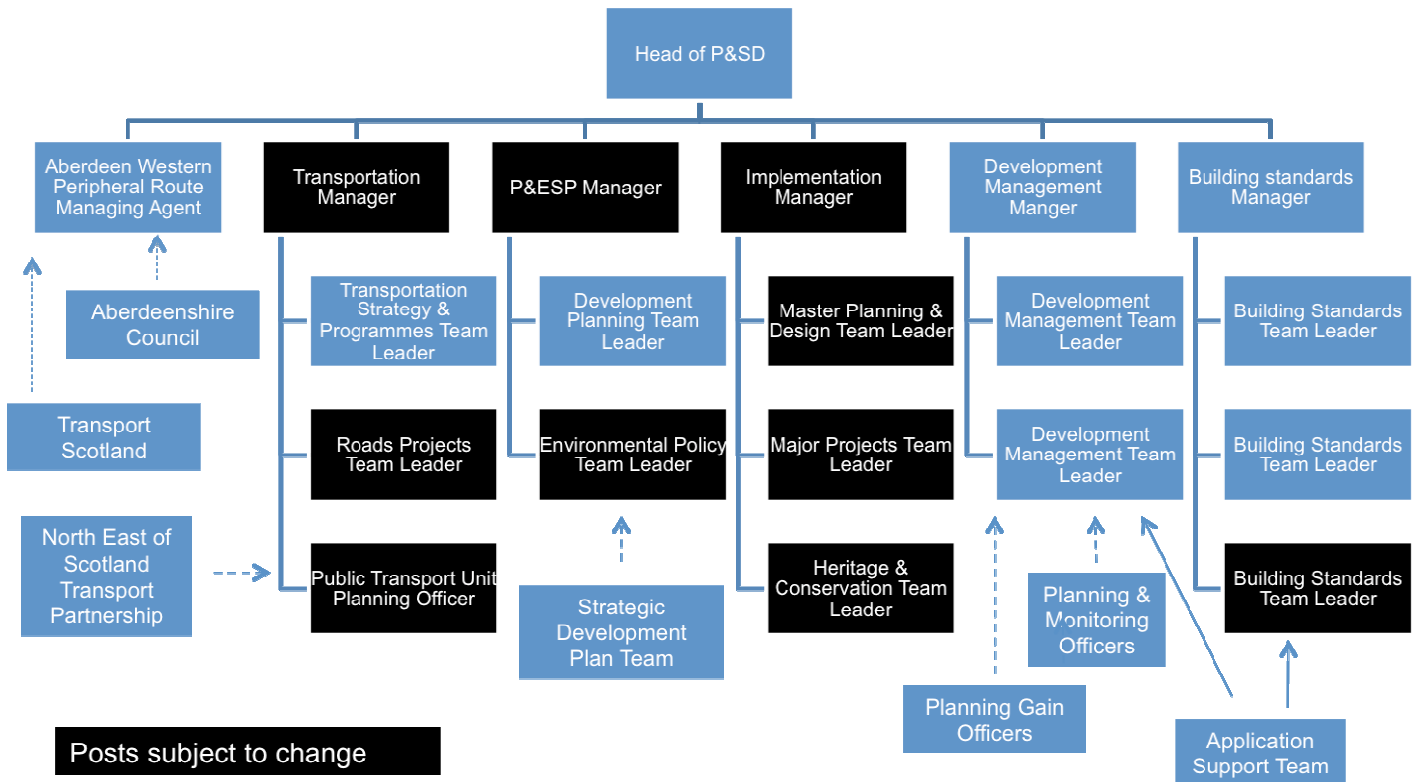 Head of P&SD
Aberdeen Western
Peripheral Route
Managing Agent
Transportation
Manager
P&ESP Manager
Implementation
Manager
Development
Management
Manger
Building standards
Manager
Aberdeenshire
Council
Transport
Scotland
North East of
Scotland
Transport
Partnership
Transportation
Strategy &
Programmes Team
Leader
Roads Projects
Team Leader
Public Transport Unit
Planning Officer
Development
Planning Team
Leader
Environmental Policy
Team Leader
Strategic
Development
Plan Team
Master Planning &
Design Team Leader
Major Projects Team
Leader
Heritage &
Conservation Team
Leader
Development
Management Team
Leader
Development
Management Team
Leader
Planning &
Monitoring
Officers
Planning Gain
Officers
Building Standards
Team Leader
Building Standards
Team Leader
Building Standards
Team Leader
Application
Support Team
Posts subject to change